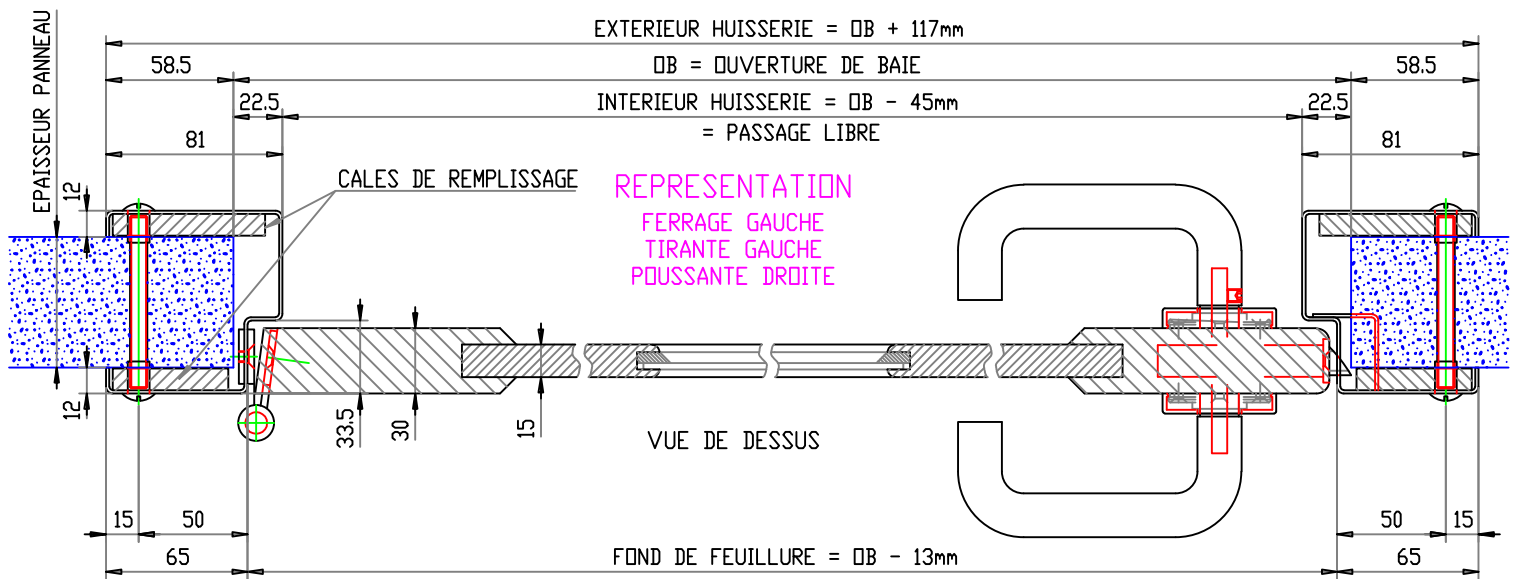 EXTERIEUR HUISSERIE = OB + 117mm
58.5
OB = OUVERTURE DE BAIE
58.5
22.5
INTERIEUR HUISSERIE = OB - 45mm
22.5
= PASSAGE LIBRE
81
81
EPAISSEUR PANNEAU
12
CALES DE REMPLISSAGE
REPRESENTATION
FERRAGE GAUCHE
TIRANTE GAUCHE
POUSSANTE DROITE
12
33.5
30
15
VUE DE DESSUS
15
50
50
15
65
FOND DE FEUILLURE = OB - 13mm
65